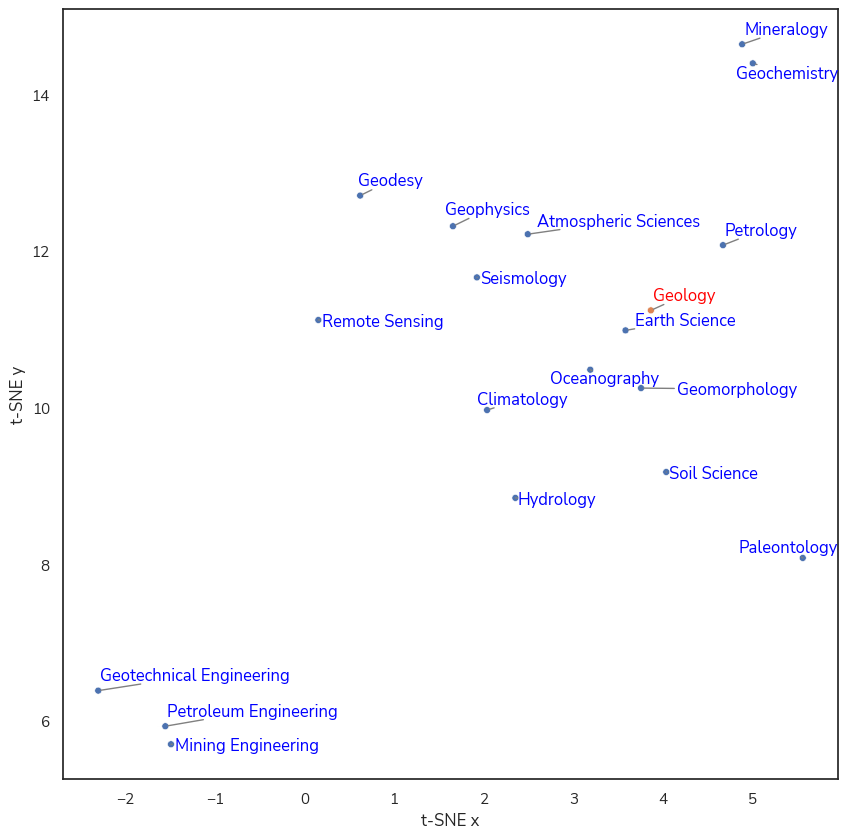 Mineralogy
Geochemistry
14
Geodesy
Geophysics
Atmospheric Sciences
Petrology
12
Seismology
Geology
Remote Sensing
Earth Science
Oceanography
Geomorphology
Climatology
10
t-SNE y
Soil Science
Hydrology
Paleontology
8
Geotechnical Engineering
Petroleum Engineering
6
Mining Engineering
−2 −1 0 1 2 3 4 5
t-SNE x